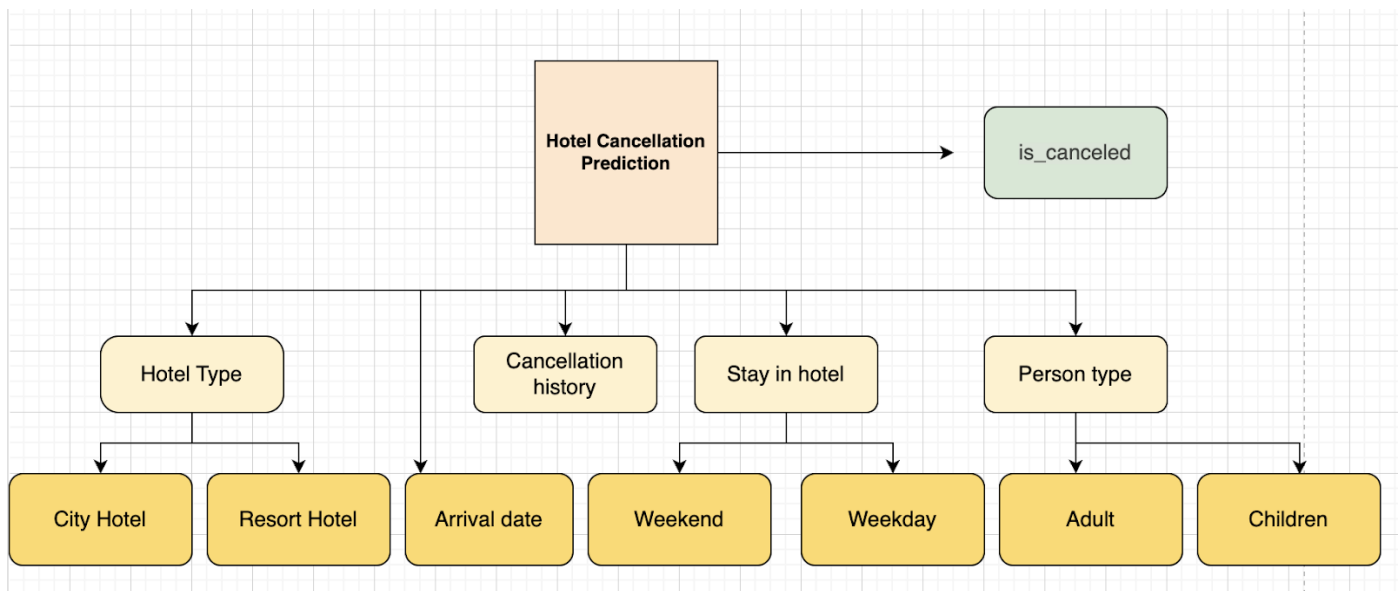 Hotel Cancellation
Prediction
is_canceled
Hotel Type
Cancellation
history
Stay in hotel
Person type
City Hotel
Resort Hotel
Arrival date
Weekend
Weekday
Adult
Children